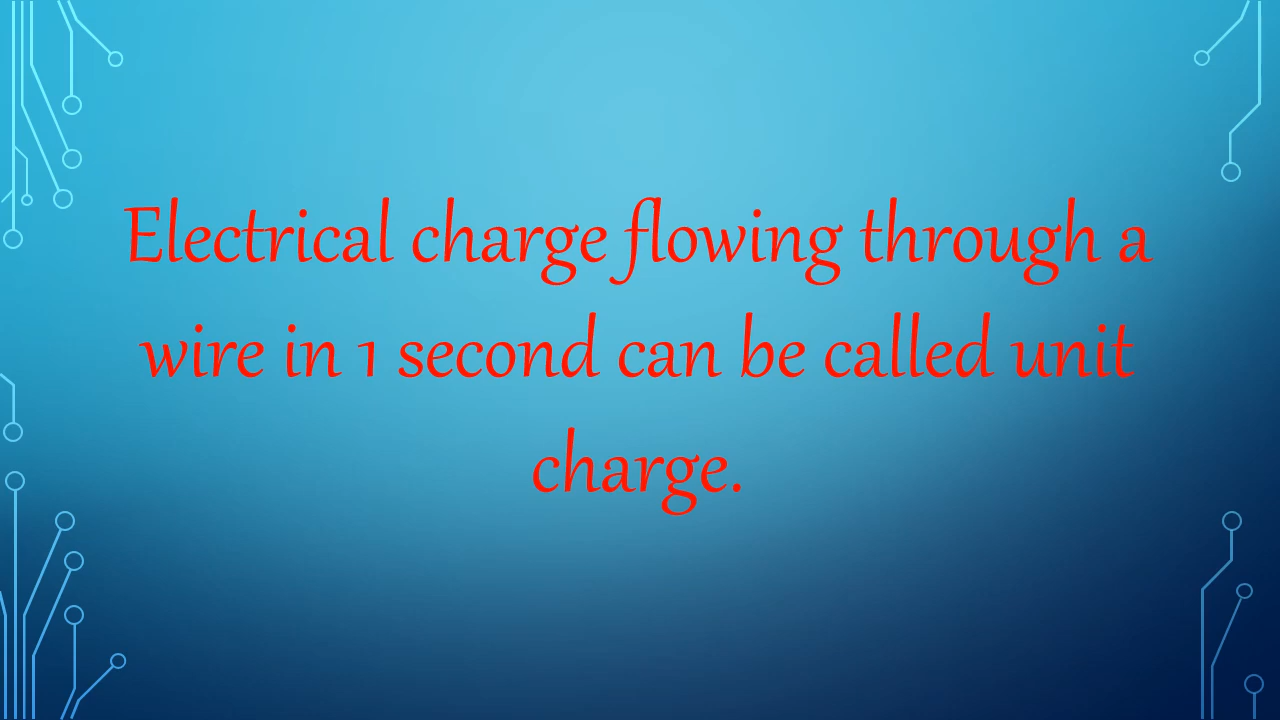 Electrical charge flowing through a
wire in 1 second can be called unit
charge.